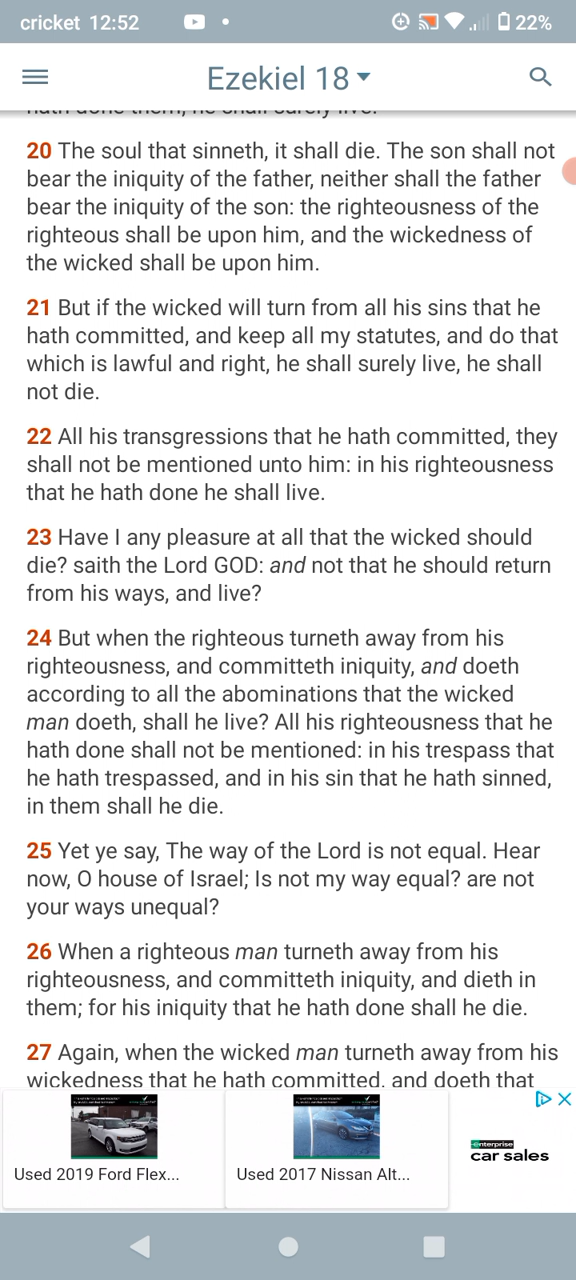 cricket 12:52
22%
Ezekiel 18
hath done them, he shall surely live.
20 The soul that sinneth, it shall die. The son shall not
bear the iniquity of the father, neither shall the father
bear the iniquity of the son: the righteousness of the
righteous shall be upon him, and the wickedness of
the wicked shall be upon him.
21 But if the wicked will turn from all his sins that he
hath committed, and keep all my statutes, and do that
which is lawful and right, he shall surely live, he shall
not die.
22 All his transgressions that he hath committed, they
shall not be mentioned unto him: in his righteousness
that he hath done he shall live.
23 Have I any pleasure at all that the wicked should
die? saith the Lord GOD: and not that he should return
from his ways, and live?
24 But when the righteous turneth away from his
righteousness, and committeth iniquity, and doeth
according to all the abominations that the wicked
man doeth, shall he live? All his righteousness that he
hath done shall not be mentioned: in his trespass that
he hath trespassed, and in his sin that he hath sinned,
in them shall he die.
25 Yet ye say, The way of the Lord is not equal. Hear
now, O house of Israel; Is not my way equal? are not
your ways unequal?
26 When a righteous man turneth away from his
righteousness, and committeth iniquity, and dieth in
them; for his iniquity that he hath done shall he die.
27 Again, when the wicked man turneth away from his
wickedness that he hath committed, and doeth that
Used 2019 Ford Flex...
Used 2017 Nissan Alt...
enterprise
car sales